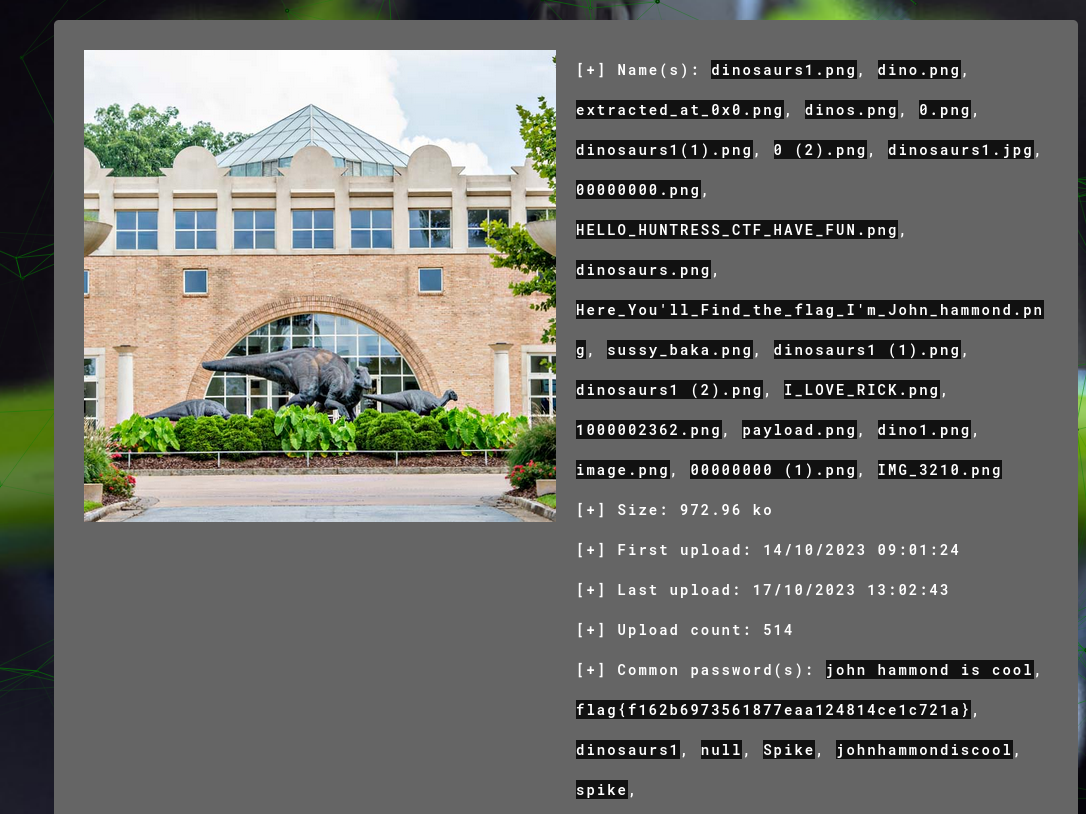 [+] Name(s): dinosaurs1.png, dino.png,
extracted_at_0x0.png, dinos.png, 0.png,
dinosaurs1(1).png, 0 (2).png, dinosaurs1.jpg,
00000000.png,
HELLO_HUNTRESS_CTF_HAVE_FUN.png,
dinosaurs.png,
Here_You'll_Find_the_flag_I'm_John_hammond.pn
g, sussy_baka.png, dinosaurs1 (1).png,
dinosaurs1 (2).png, I_LOVE_RICK.png,
1000002362.png, payload.png, dino1.png,
image.png, 00000000 (1).png, IMG_3210.png
[+] Size: 972.96 ko
[+] First upload: 14/10/2023 09:01:24
[+] Last upload: 17/10/2023 13:02:43
[+] Upload count: 514
[+] Common password(s): john hammond is cool,
flag{f162b6973561877eaa124814ce1c721a},
dinosaurs1, null, Spike, johnhammondiscool,
spike,